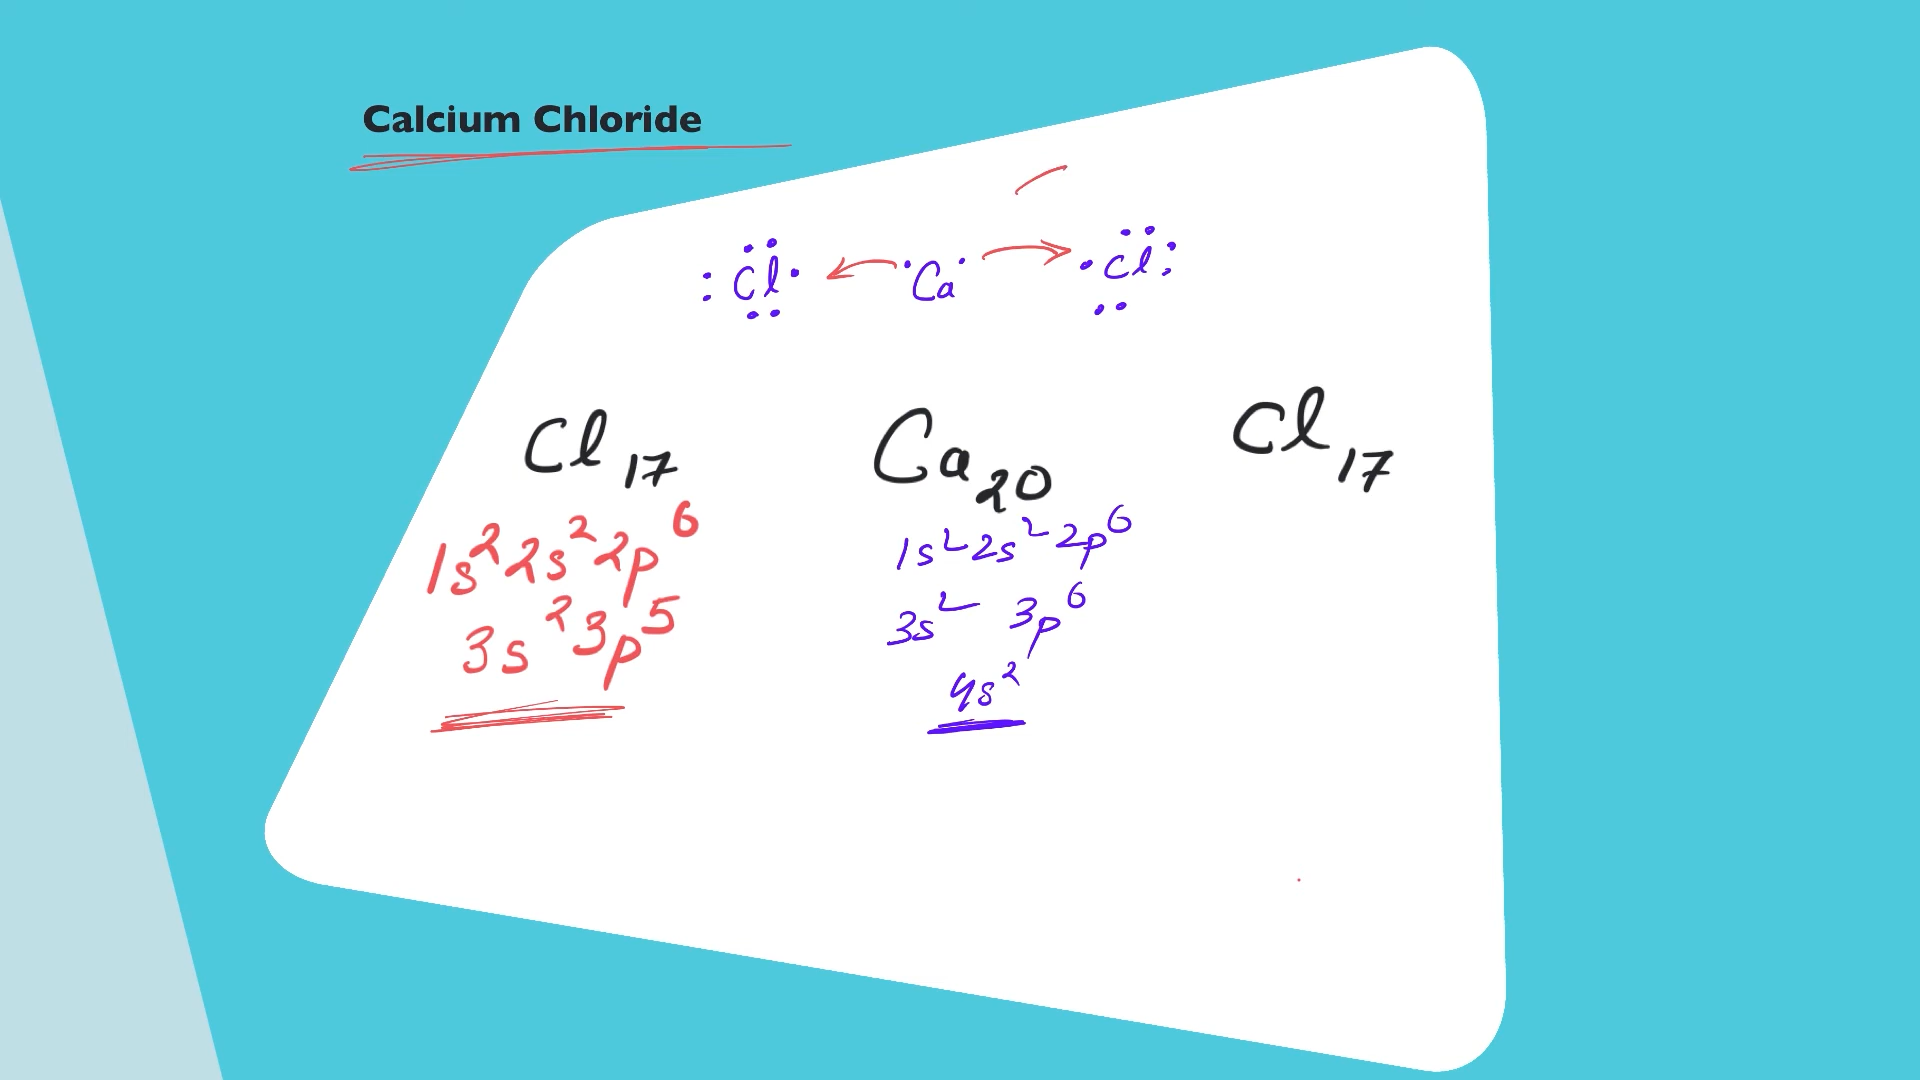 Calcium Chloride
Cl Ca Cl
Cl₁₇ Ca₂₀ Cl₁₇
1s²2s²2p⁶ 1s²2s²2p⁶
3s²3p⁵ 3s² 3p⁶
4s²